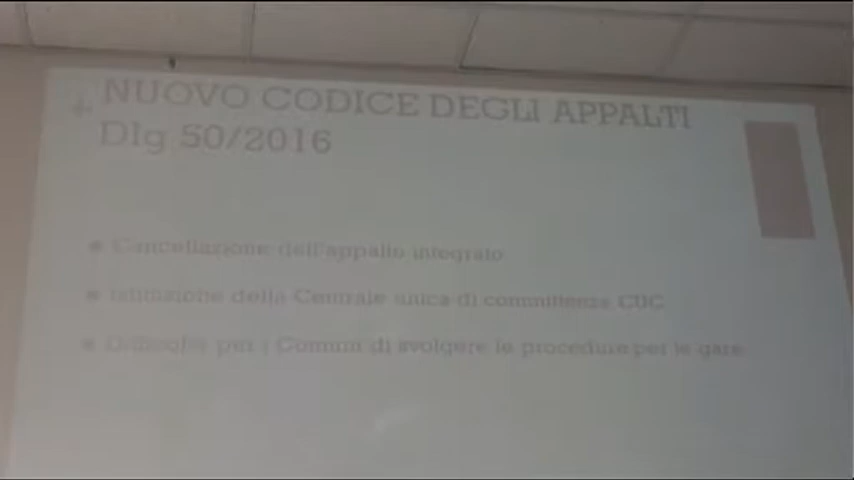 NUOVO CODICE DEGLI APPALTI
Dlg 50/2016
Cancellazione dell'appalto integrato
Istituzione della Centrale unica di committenza CUC
per i Comuni di svolgere le procedure per le gare